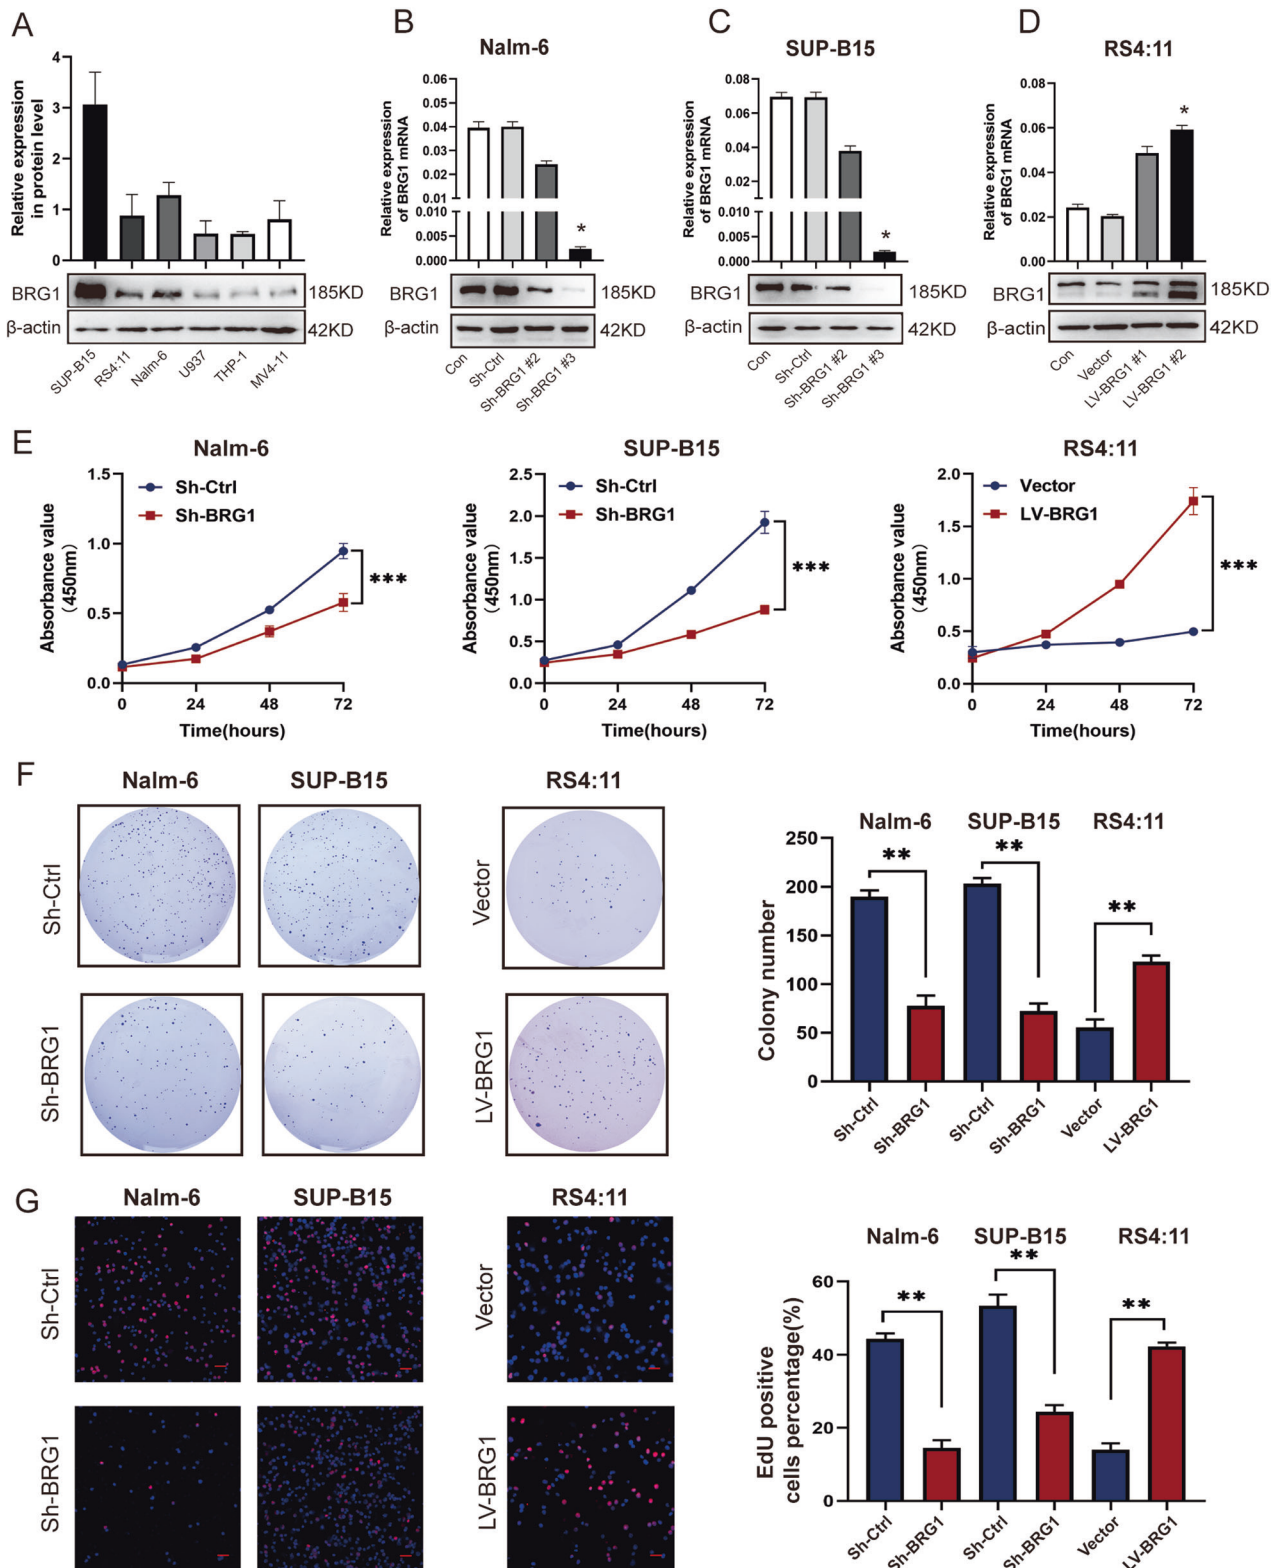 A
Relative expression
in protein level
4
3
2
1
0
BRG1
185KD
β-actin
42KD
SUP-B15
RS4:11
Nalm-6
U937
THP-1
MV4-11
B
Nalm-6
Relative expression
of BRG1 mRNA
0.06
0.05
0.04
0.03
0.02
0.01
0.010
0.005
0.000
*
BRG1
185KD
β-actin
42KD
Con
Sh-Ctrl
Sh-BRG1 #2
Sh-BRG1 #3
C
SUP-B15
Relative expression
of BRG1 mRNA
0.08
0.06
0.04
0.02
0.010
0.005
0.000
*
BRG1
185KD
β-actin
42KD
Con
Sh-Ctrl
Sh-BRG1 #2
Sh-BRG1 #3
D
RS4:11
Relative expression
of BRG1 mRNA
0.08
0.06
0.04
0.02
0.00
*
BRG1
185KD
β-actin
42KD
Con
Vector
LV-BRG1 #1
LV-BRG1 #2
E
Nalm-6
Absorbance value
(450nm)
1.5
1.0
0.5
0.0
Sh-Ctrl
Sh-BRG1
***
0 24 48 72
Time(hours)
SUP-B15
Absorbance value
(450nm)
2.5
2.0
1.5
1.0
0.5
0.0
Sh-Ctrl
Sh-BRG1
***
0 24 48 72
Time(hours)
RS4:11
Absorbance value
(450nm)
2.0
1.5
1.0
0.5
0.0
Vector
LV-BRG1
***
0 24 48 72
Time(hours)
F
Nalm-6 SUP-B15 RS4:11
Sh-Ctrl
Vector
Sh-BRG1
LV-BRG1
Colony number
250
200
150
100
50
0
Nalm-6 SUP-B15 RS4:11
** ** **
Sh-Ctrl
Sh-BRG1
Sh-Ctrl
Sh-BRG1
Vector
LV-BRG1
G
Nalm-6 SUP-B15 RS4:11
Sh-Ctrl
Vector
Sh-BRG1
LV-BRG1
EdU positive
cells percentage(%)
60
40
20
0
Nalm-6 SUP-B15 RS4:11
** ** **
Sh-Ctrl
Sh-BRG1
Sh-Ctrl
Sh-BRG1
Vector
LV-BRG1